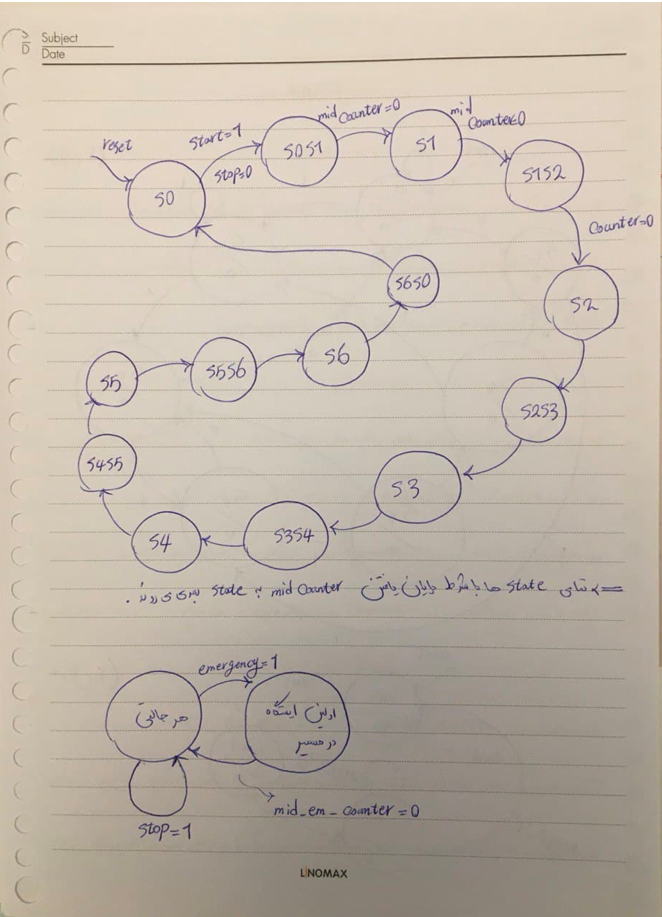 Subject
Date
reset
Start=1
Stop=0
mid counter=0
mid
Counter=0
S0
S0S1
S1
S1S2
Counter=0
S2
S6S0
S6
S5S6
S5
S2S3
S4S5
S3
S3S4
S4
=> تمامی state ها با شرط پایان یافتن mid counter به state بعدی می روند.
emergency=1
هر حالتی
اولین ایستگاه
در مسیر
mid_em_counter=0
Stop=1
LINOMAX